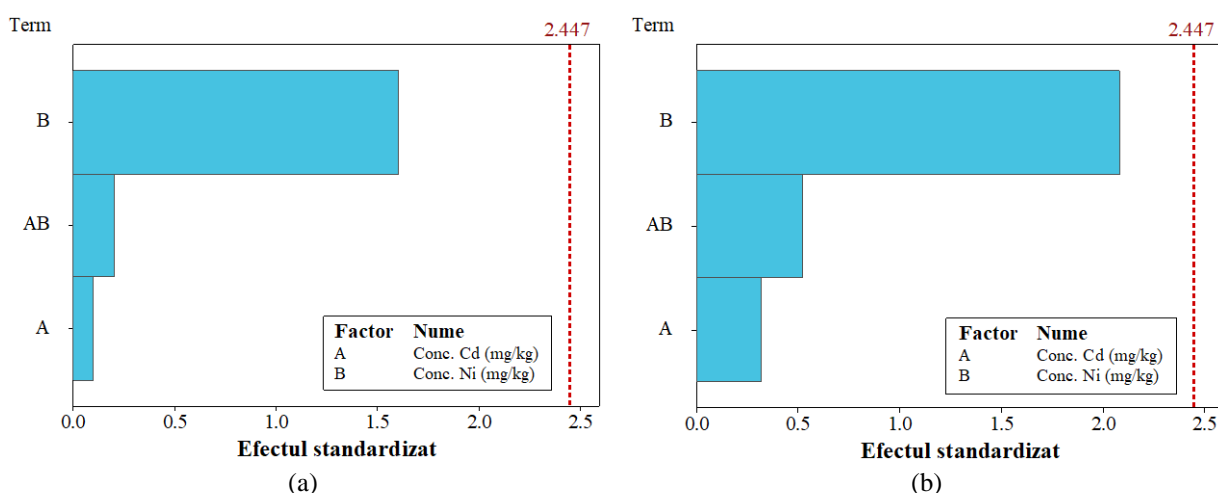 Term
2.447
B
AB
A
Factor Nume
A Conc. Cd (mg/kg)
B Conc. Ni (mg/kg)
0.0 0.5 1.0 1.5 2.0 2.5
Efectul standardizat
(a)
Term
2.447
B
AB
A
Factor Nume
A Conc. Cd (mg/kg)
B Conc. Ni (mg/kg)
0.0 0.5 1.0 1.5 2.0 2.5
Efectul standardizat
(b)